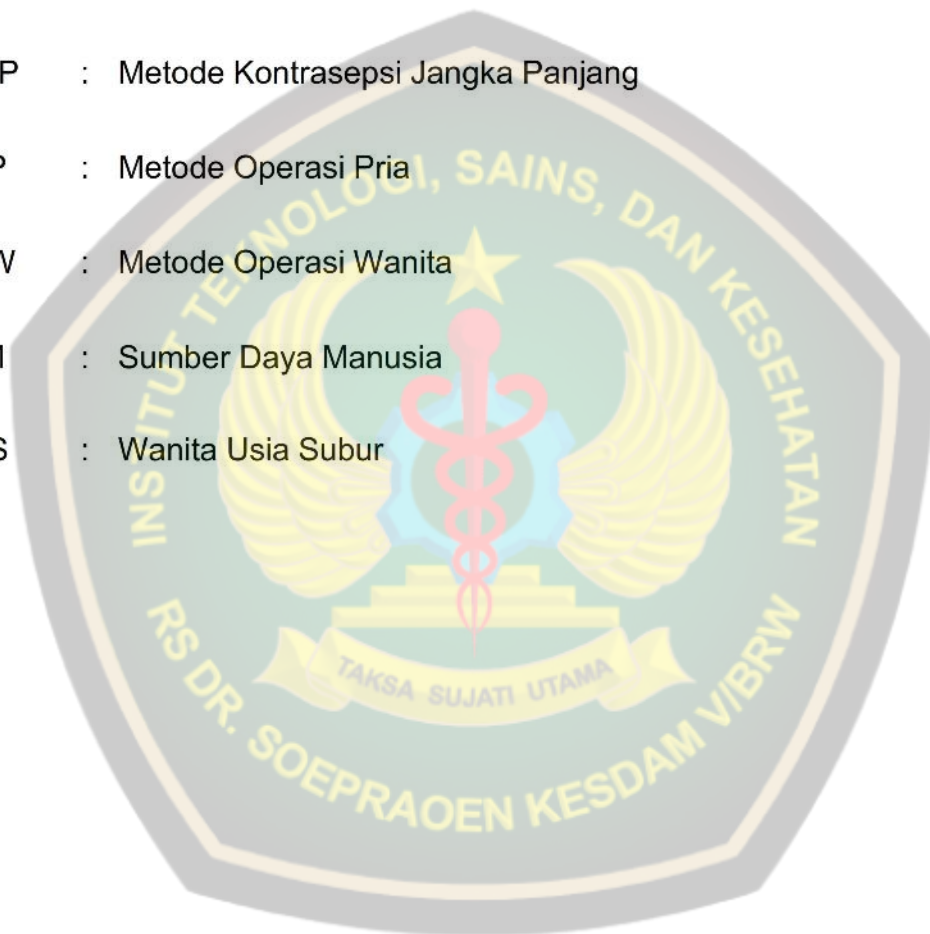 P : Metode Kontrasepsi Jangka Panjang
P : Metode Operasi Pria
W : Metode Operasi Wanita
: Sumber Daya Manusia
S : Wanita Usia Subur
INSTITUT TEKNOLOGI, SAINS, DAN KESEHATAN
TAKSA SUJATI UTAMA
RS DR. SOEPRAOEN KESDAM V/BRW